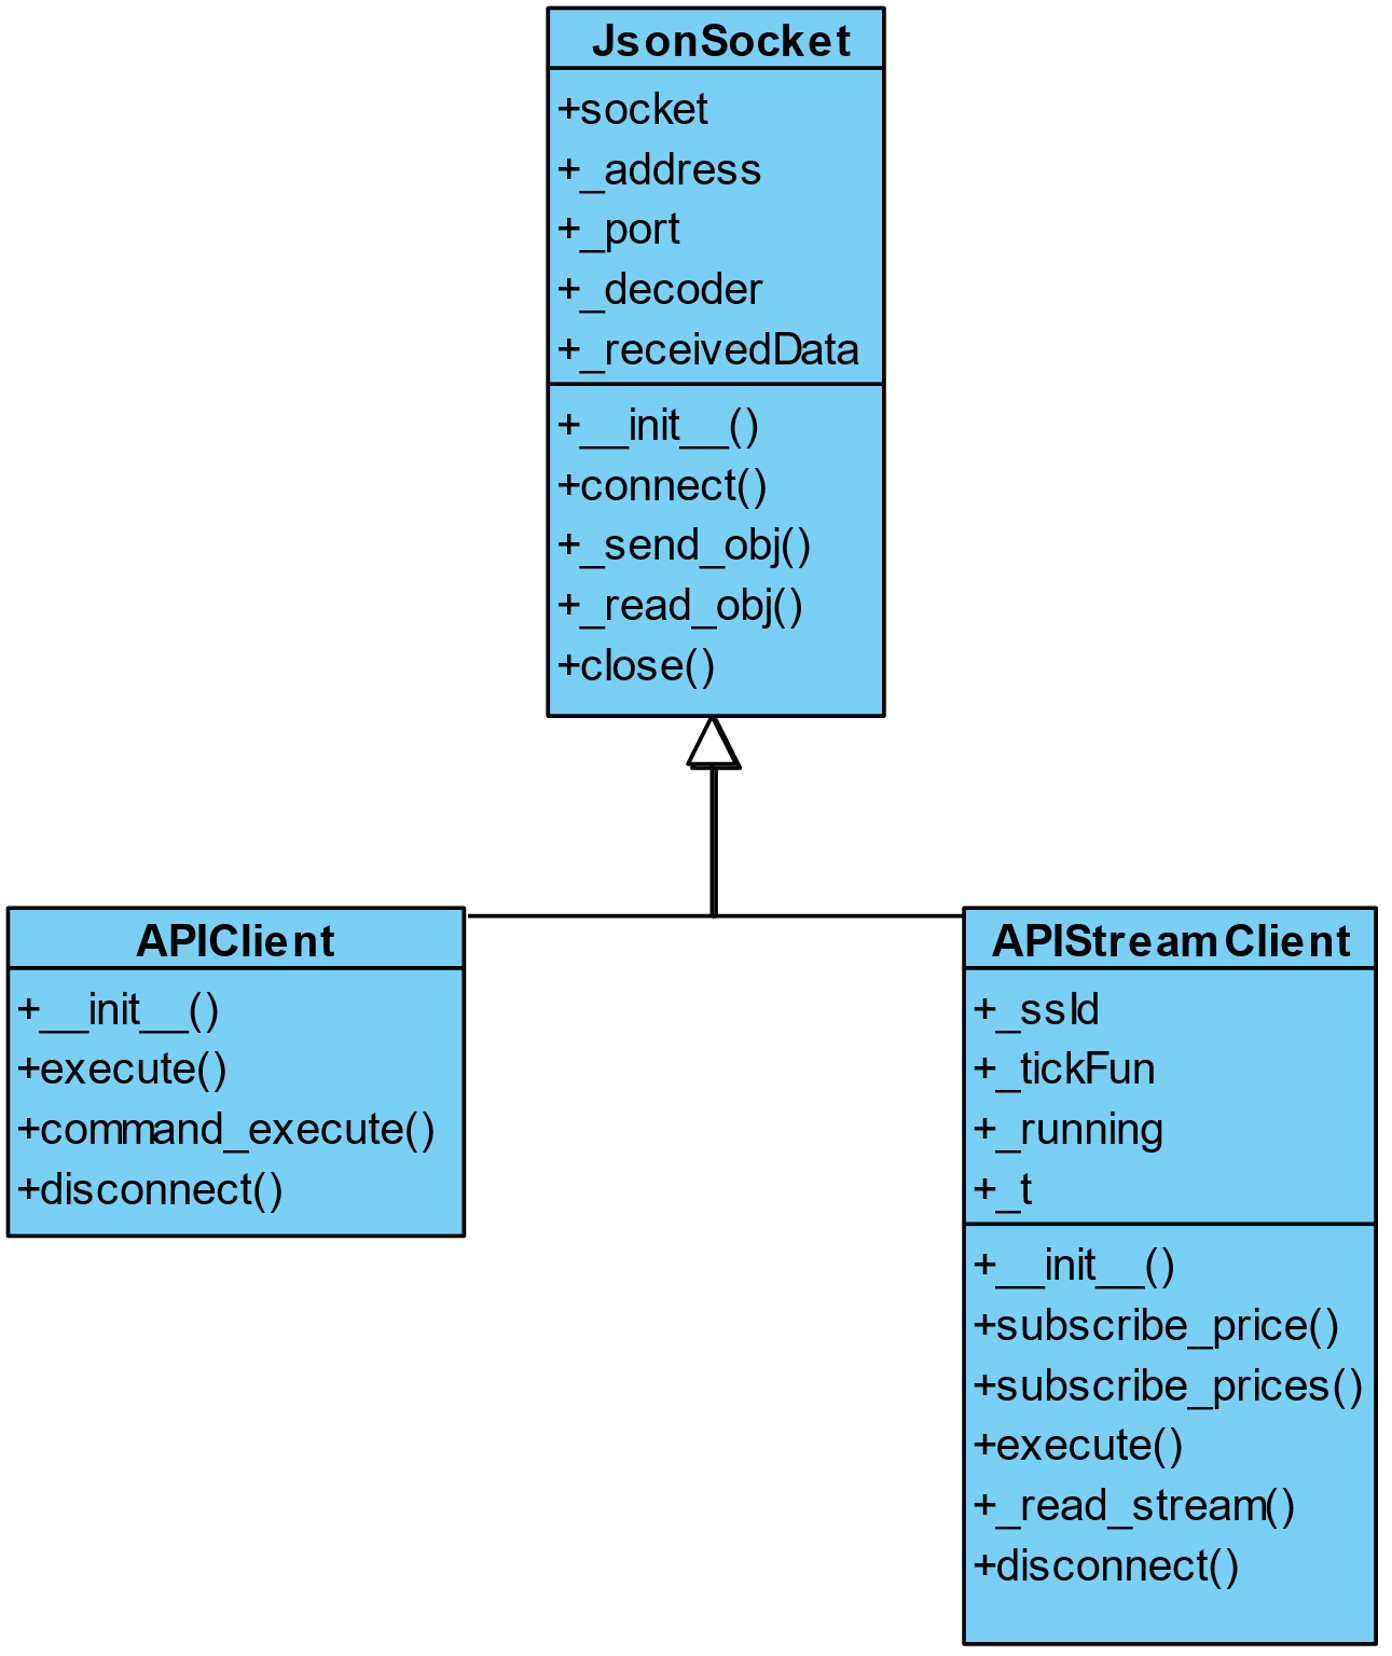 JsonSocket
+socket
+_address
+_port
+_decoder
+_receivedData
+__init__()
+connect()
+_send_obj()
+_read_obj()
+close()
APIClient
+__init__()
+execute()
+command_execute()
+disconnect()
APIStreamClient
+_ssId
+_tickFun
+_running
+_t
+__init__()
+subscribe_price()
+subscribe_prices()
+execute()
+_read_stream()
+disconnect()